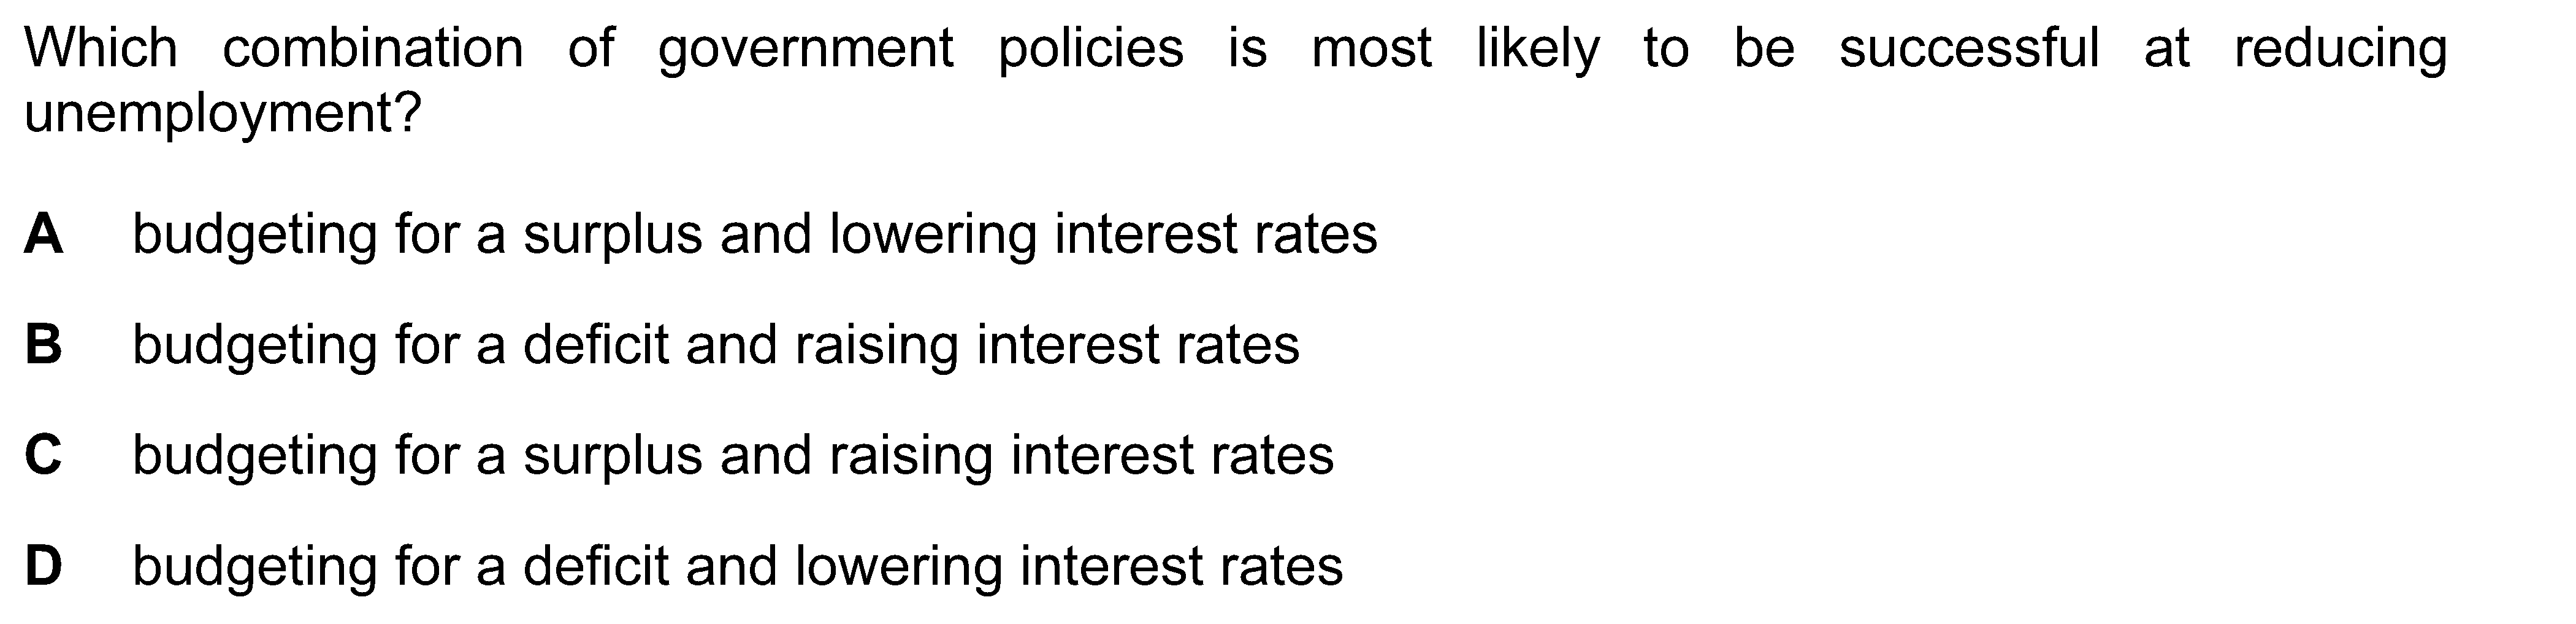 Which combination of government policies is most likely to be successful at reducing
unemployment?
A budgeting for a surplus and lowering interest rates
B budgeting for a deficit and raising interest rates
C budgeting for a surplus and raising interest rates
D budgeting for a deficit and lowering interest rates